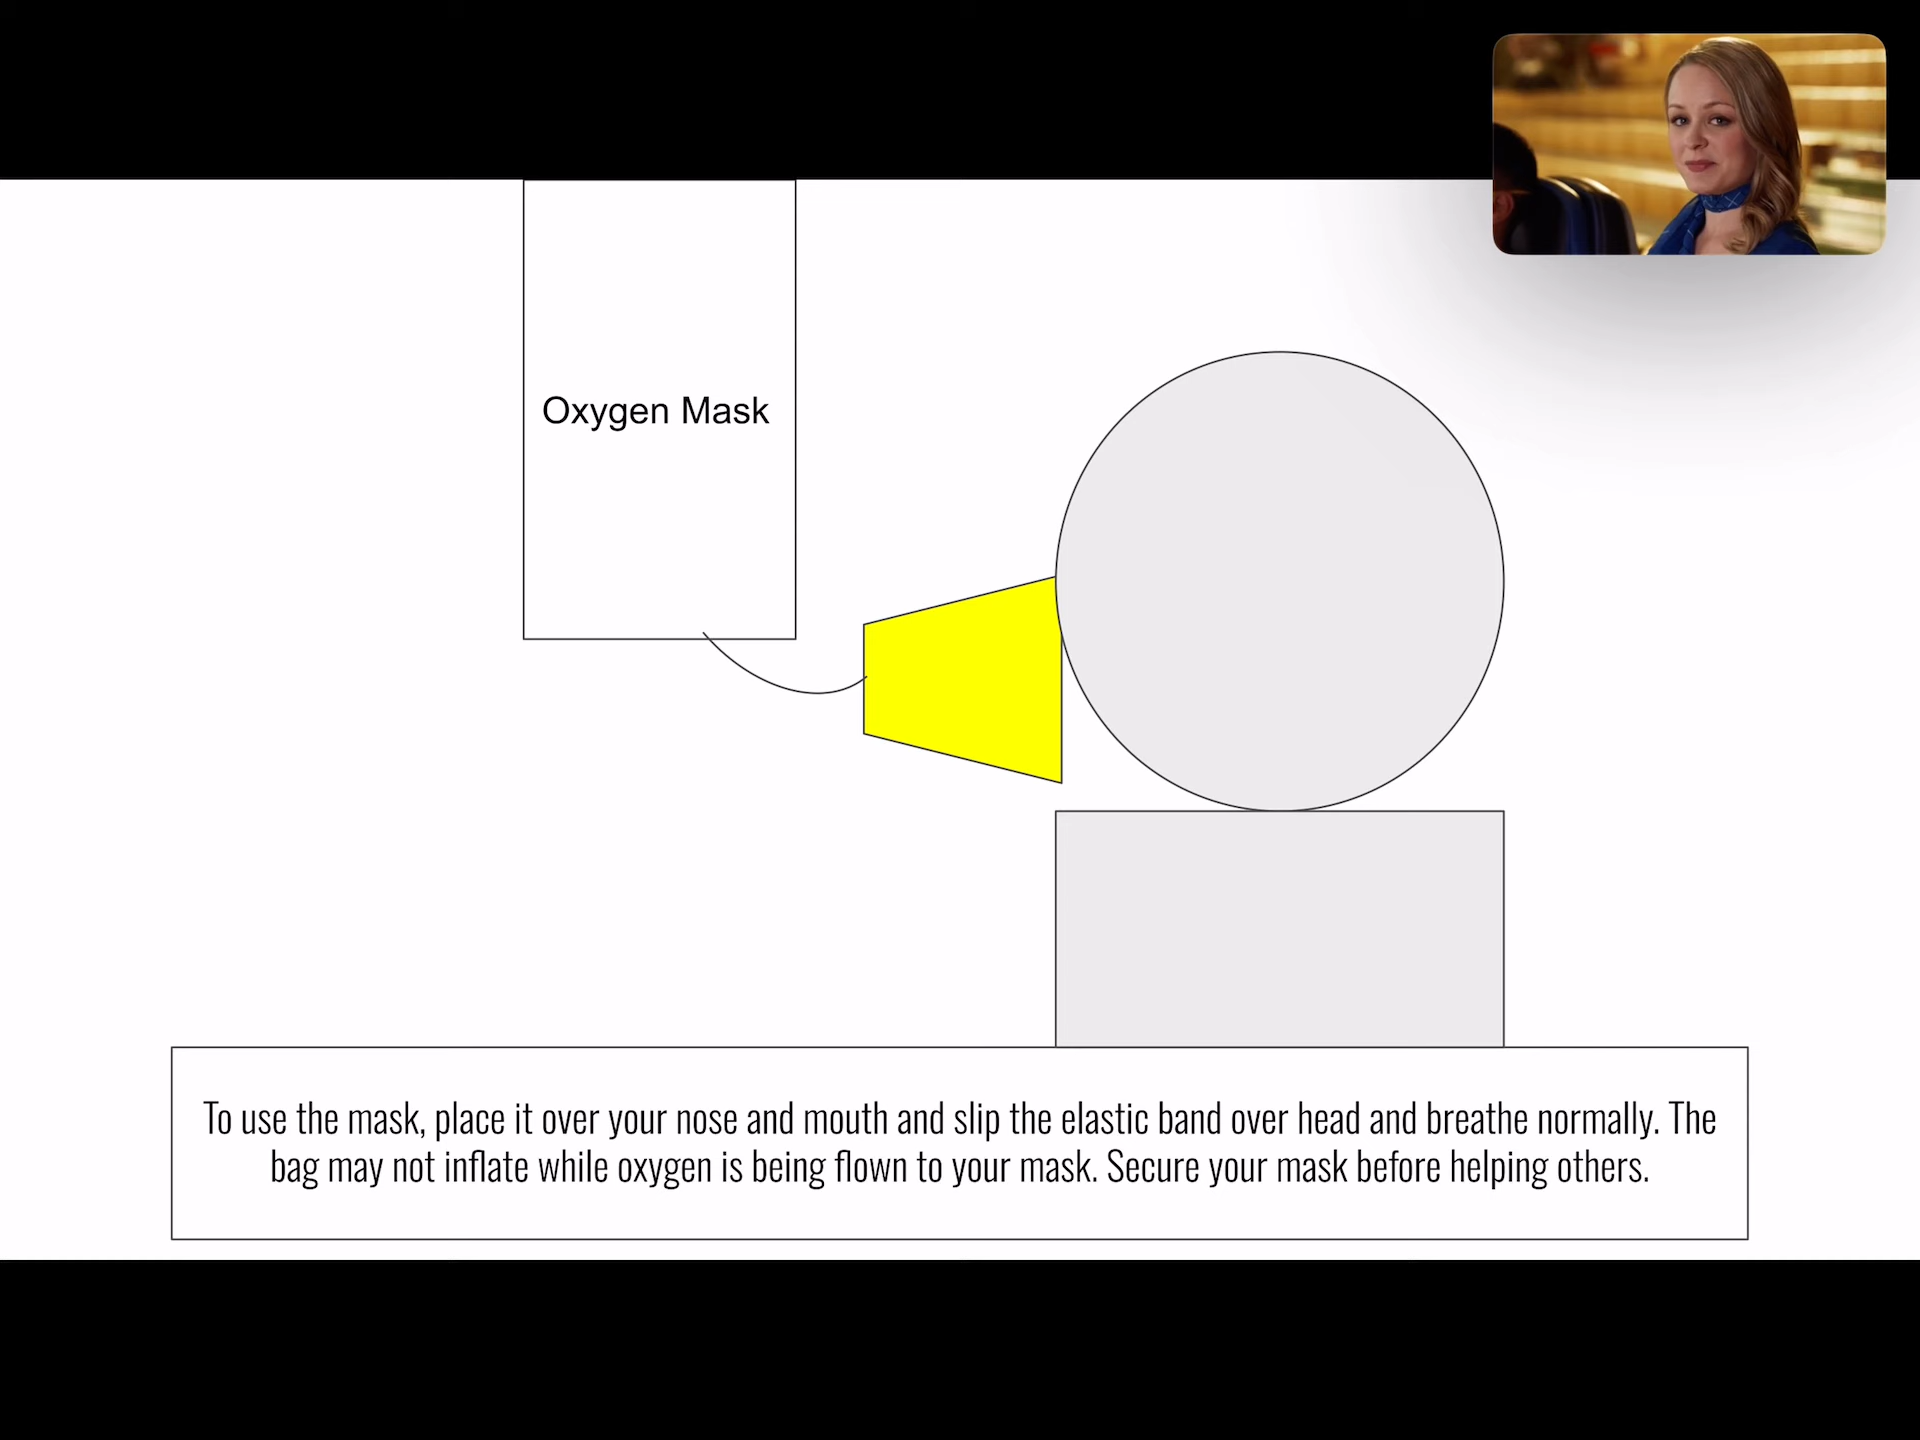 Oxygen Mask
To use the mask, place it over your nose and mouth and slip the elastic band over head and breathe normally. The
bag may not inflate while oxygen is being flown to your mask. Secure your mask before helping others.